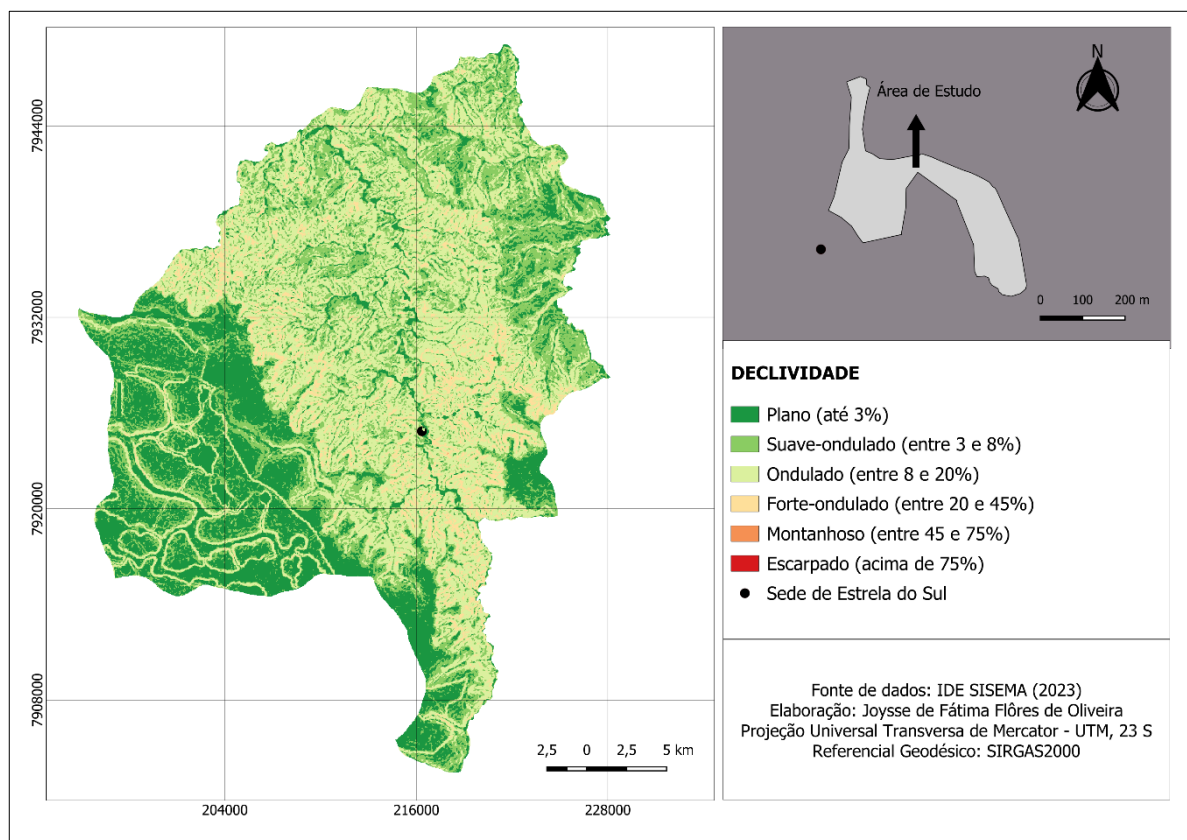 7944000
7932000
7920000
7908000
204000
216000
228000
2,5 0 2,5 5 km
N
Área de Estudo
0 100 200 m
DECLIVIDADE
Plano (até 3%)
Suave-ondulado (entre 3 e 8%)
Ondulado (entre 8 e 20%)
Forte-ondulado (entre 20 e 45%)
Montanhoso (entre 45 e 75%)
Escarpado (acima de 75%)
Sede de Estrela do Sul
Fonte de dados: IDE SISEMA (2023)
Elaboração: Joysse de Fátima Flôres de Oliveira
Projeção Universal Transversa de Mercator - UTM, 23 S
Referencial Geodésico: SIRGAS2000